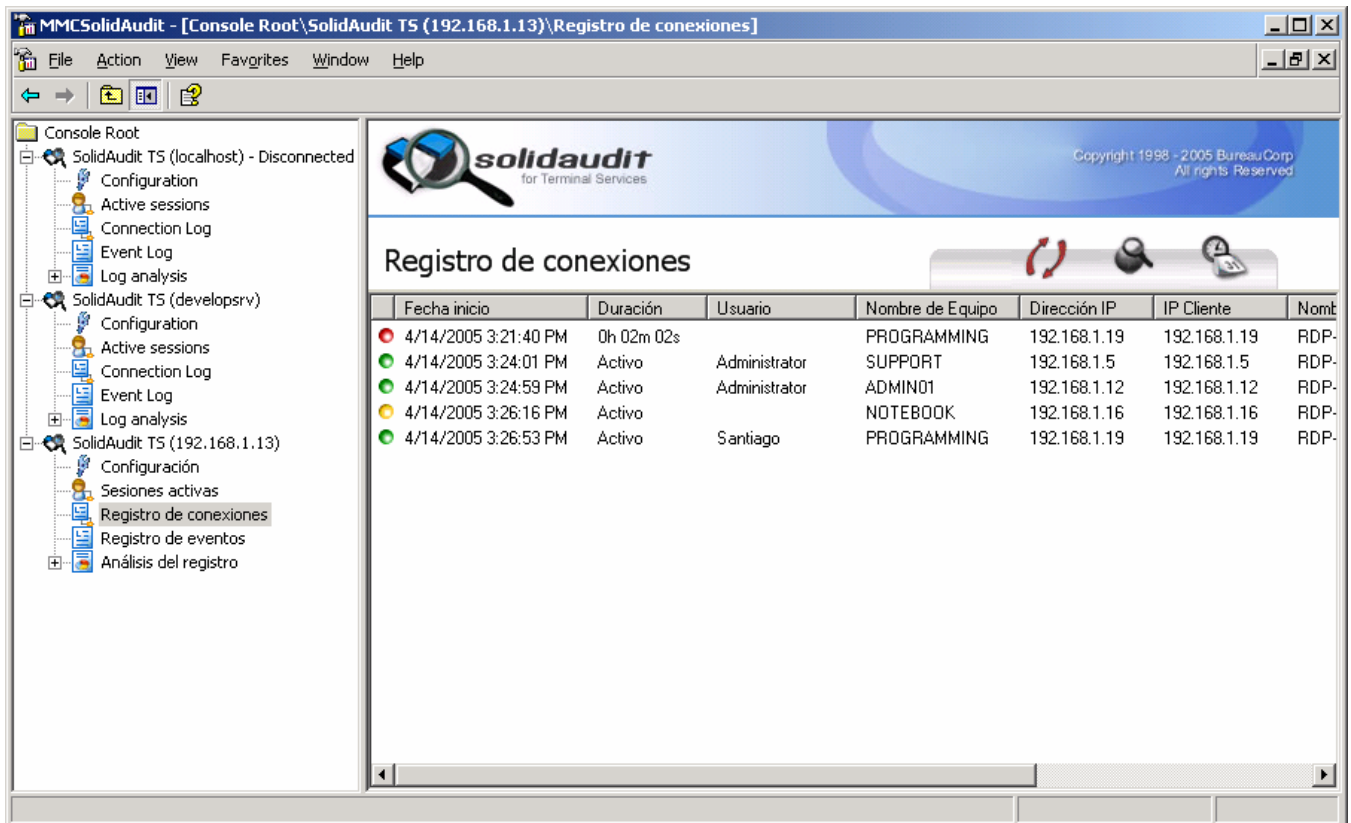 MMCSolidAudit - [Console Root\SolidAudit TS (192.168.1.13)\Registro de conexiones]
File Action View Favorites Window Help
Console Root
SolidAudit TS (localhost) - Disconnected
Configuration
Active sessions
Connection Log
Event Log
Log analysis
SolidAudit TS (developsrv)
Configuration
Active sessions
Connection Log
Event Log
Log analysis
SolidAudit TS (192.168.1.13)
Configuración
Sesiones activas
Registro de conexiones
Registro de eventos
Análisis del registro
solidaudit
for Terminal Services
Copyright 1998 - 2005 BureauCorp
All rights Reserved
Registro de conexiones
31
Fecha inicio Duración Usuario Nombre de Equipo Dirección IP IP Cliente Nomb
4/14/2005 3:21:40 PM 0h 02m 02s PROGRAMMING 192.168.1.19 192.168.1.19 RDP-
4/14/2005 3:24:01 PM Activo Administrator SUPPORT 192.168.1.5 192.168.1.5 RDP-
4/14/2005 3:24:59 PM Activo Administrator ADMIN01 192.168.1.12 192.168.1.12 RDP-
4/14/2005 3:26:16 PM Activo NOTEBOOK 192.168.1.16 192.168.1.16 RDP-
4/14/2005 3:26:53 PM Activo Santiago PROGRAMMING 192.168.1.19 192.168.1.19 RDP-